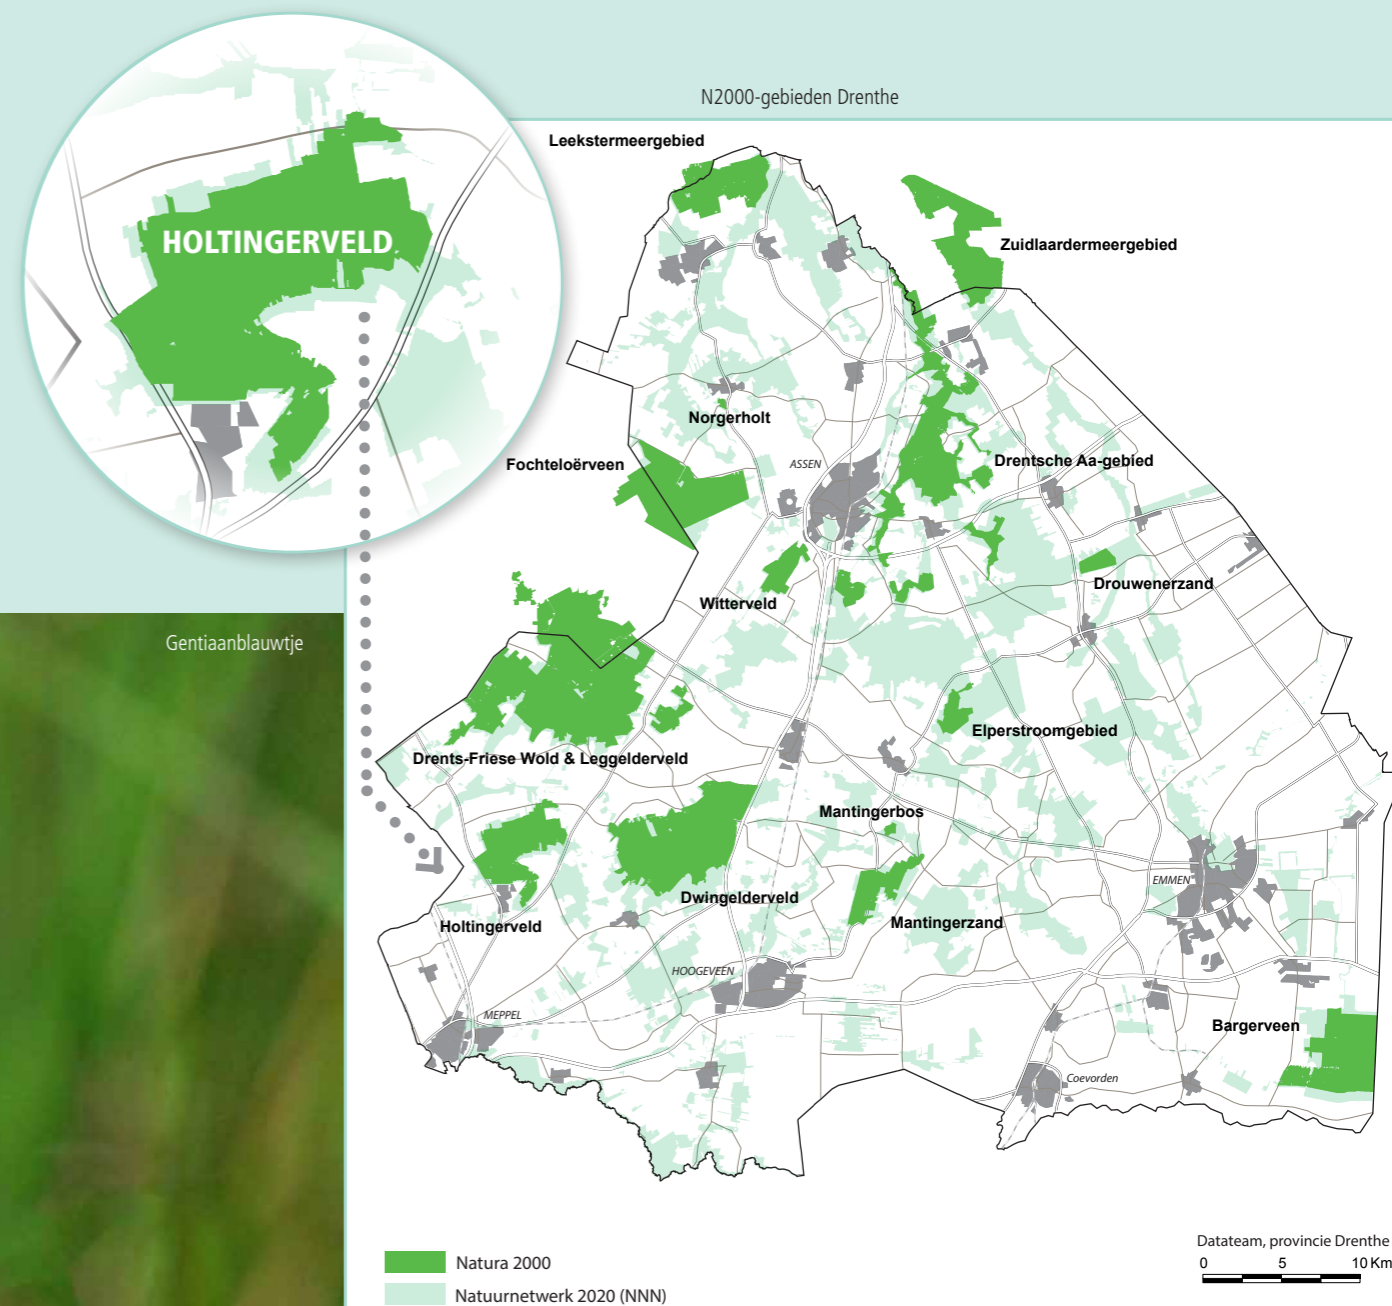 N2000-gebieden Drenthe
HOLTINGERVELD
Leekstermeergebied
Zuidlaardermeergebied
Norgerholt
Fochteloërveen
ASSEN
Drentsche Aa-gebied
Witterveld
Drouwenerzand
Gentiaanblauwtje
Elperstroomgebied
Drents-Friese Wold & Leggelderveld
Mantingerbos
EMMEN
Dwingelderveld
Holtingerveld
Mantingerzand
HOOGEVEEN
MEPPEL
Bargerveen
Coevorden
Natura 2000
Natuurnetwerk 2020 (NNN)
Datateam, provincie Drenthe
0 5 10 Km